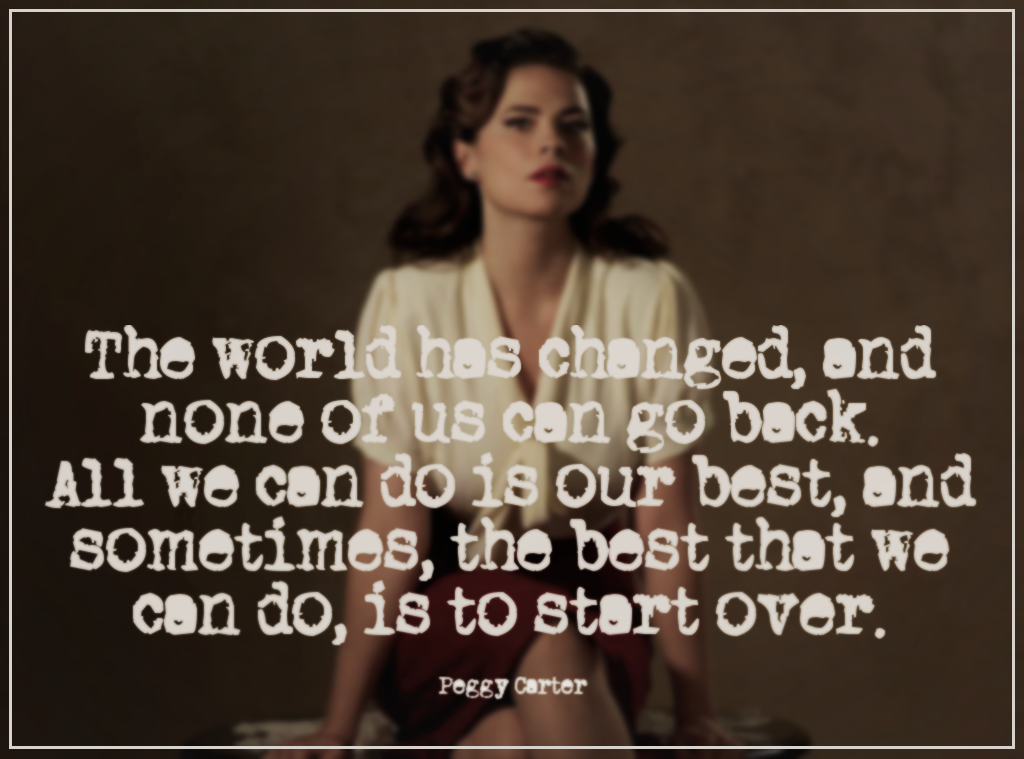 The world has changed, and
none of us can go back.
All we can do is our best, and
sometimes, the best that we
can do, is to start over.
Peggy Carter